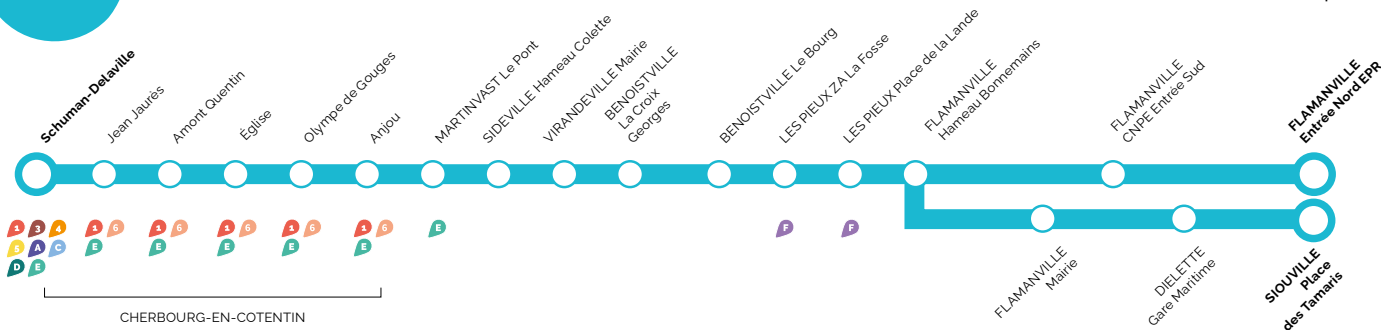 Schuman-Delaville
Jean Jaurès
Amont Quentin
Église
Olympe de Gouges
Anjou
MARTINVAST Le Pont
SIDEVILLE Hameau Colette
VIRANDEVILLE Mairie
BENOISTVILLE
La Croix
Georges
BENOISTVILLE Le Bourg
LES PIEUX ZA La Fosse
LES PIEUX Place de la Lande
FLAMANVILLE
Hameau Bonnemains
FLAMANVILLE
CNPE Entrée Sud
FLAMANVILLE
Entrée Nord EPR
1 3 4
5 A C
D E
1 6
E
1 6
E
1 6
E
1 6
E
1 6
E
E
F
F
FLAMANVILLE
Mairie
DIELETTE
Gare Maritime
SIOUVILLE
Place
des Tamaris
CHERBOURG-EN-COTENTIN